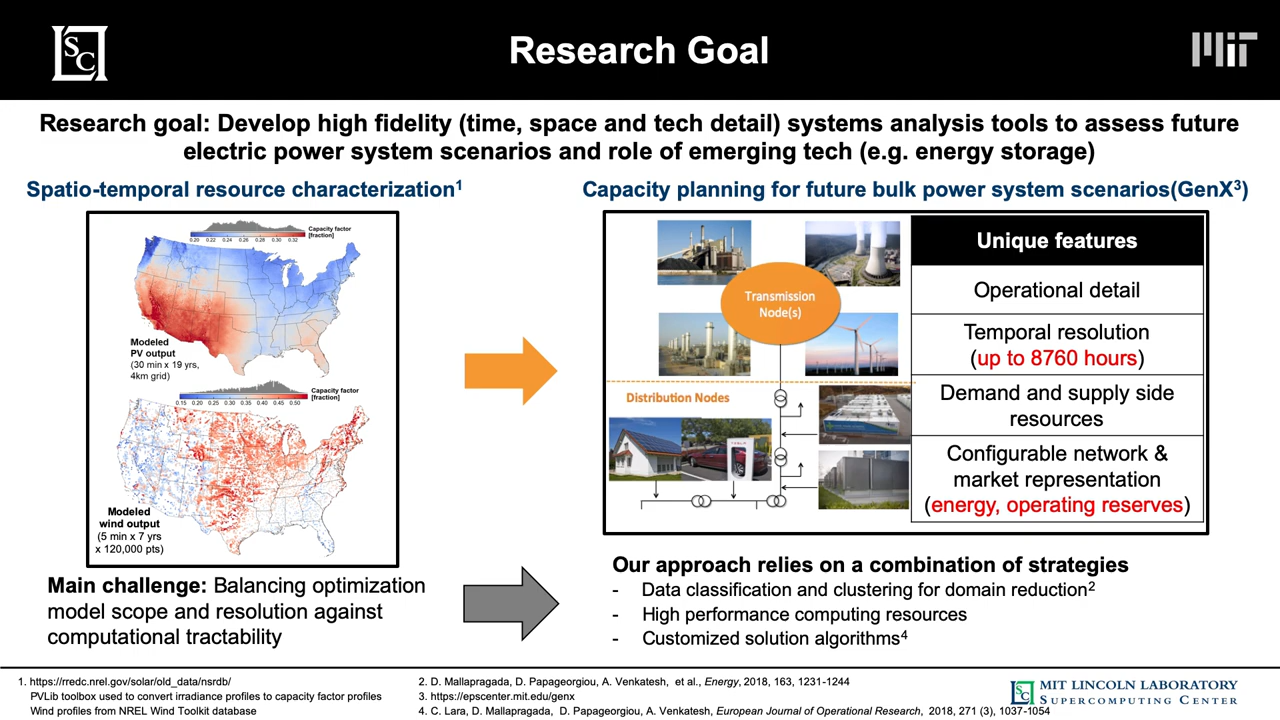 SC
Research Goal
MIT
Research goal: Develop high fidelity (time, space and tech detail) systems analysis tools to assess future
electric power system scenarios and role of emerging tech (e.g. energy storage)
Spatio-temporal resource characterization1
Capacity factor
[fraction]
0.20 0.22 0.24 0.26 0.28 0.30 0.32
Modeled
PV output
(30 min x 19 yrs,
4km grid)
Capacity factor
[fraction]
0.15 0.20 0.25 0.30 0.35 0.40 0.45 0.50
Modeled
wind output
(5 min x 7 yrs
x 120,000 pts)
Capacity planning for future bulk power system scenarios(GenX3)
Transmission
Node(s)
Distribution Nodes
Unique features
Operational detail
Temporal resolution
(up to 8760 hours)
Demand and supply side
resources
Configurable network &
market representation
(energy, operating reserves)
Main challenge: Balancing optimization
model scope and resolution against
computational tractability
Our approach relies on a combination of strategies
- Data classification and clustering for domain reduction2
- High performance computing resources
- Customized solution algorithms4
1. https://rredc.nrel.gov/solar/old_data/nsrdb/
PVLib toolbox used to convert irradiance profiles to capacity factor profiles
Wind profiles from NREL Wind Toolkit database
2. D. Mallapragada, D. Papageorgiou, A. Venkatesh, et al., Energy, 2018, 163, 1231-1244
3. https://epscenter.mit.edu/genx
4. C. Lara, D. Mallapragada, D. Papageorgiou, A. Venkatesh, European Journal of Operational Research, 2018, 271 (3), 1037-1054
SC
MIT LINCOLN LABORATORY
SUPERCOMPUTING CENTER